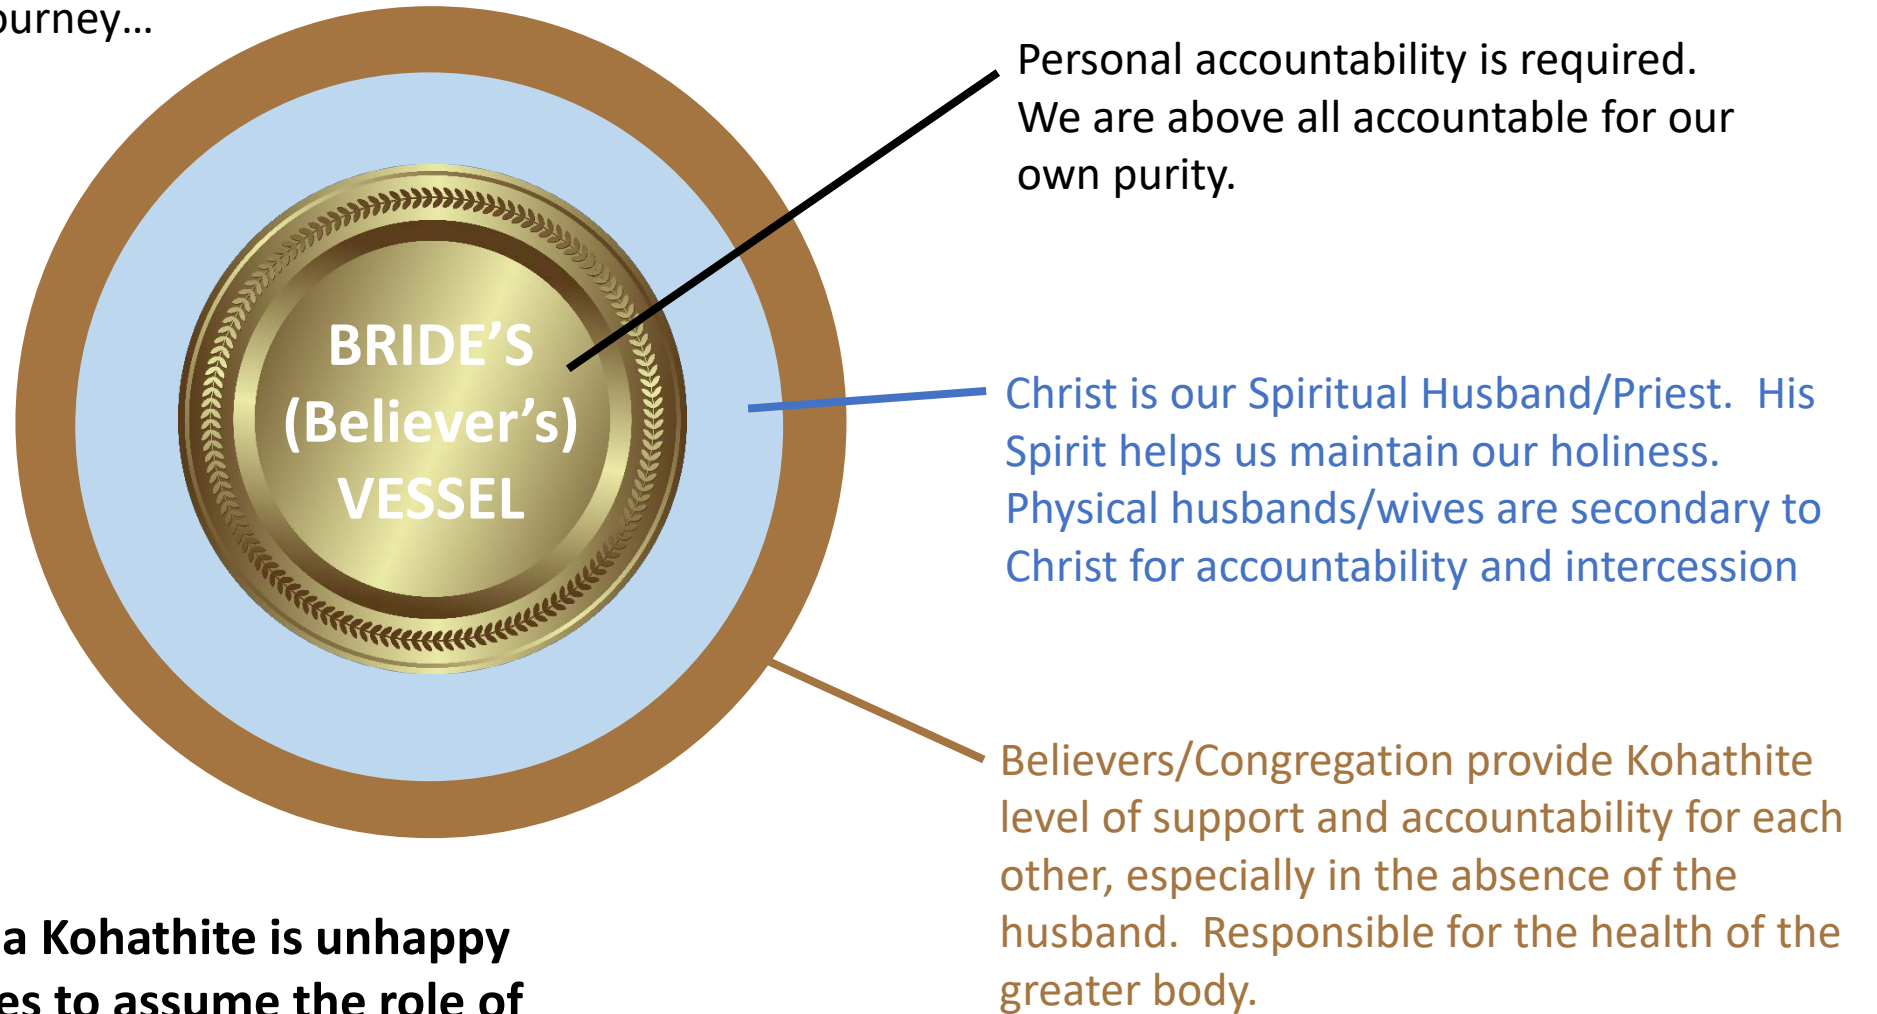 ourney…
Personal accountability is required.
We are above all accountable for our
own purity.
BRIDE’S
(Believer’s)
VESSEL
Christ is our Spiritual Husband/Priest.  His
Spirit helps us maintain our holiness.
Physical husbands/wives are secondary to
Christ for accountability and intercession
Believers/Congregation provide Kohathite
level of support and accountability for each
other, especially in the absence of the
husband.  Responsible for the health of the
greater body.
a Kohathite is unhappy
es to assume the role of